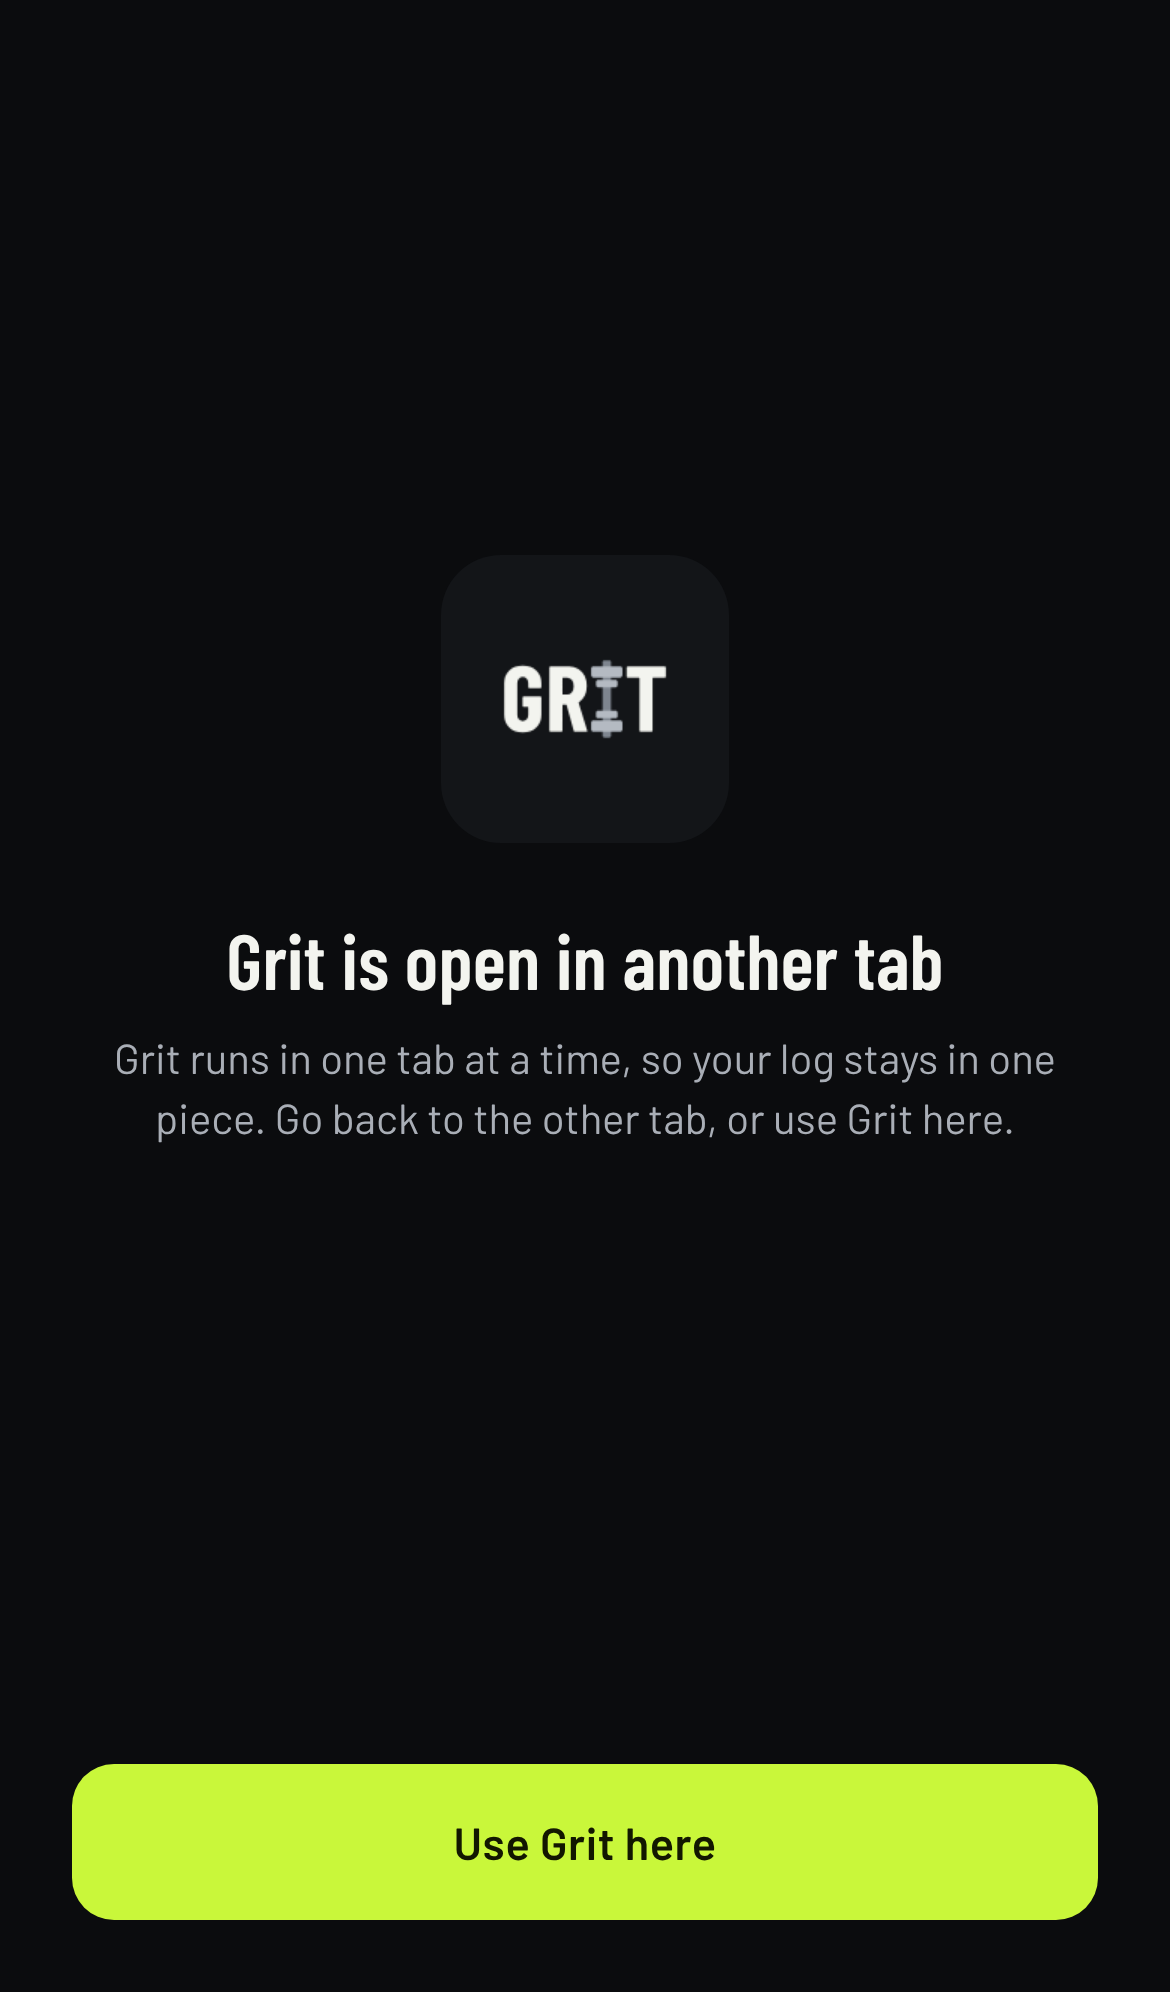 GRIT
Grit is open in another tab
Grit runs in one tab at a time, so your log stays in one
piece. Go back to the other tab, or use Grit here.
Use Grit here